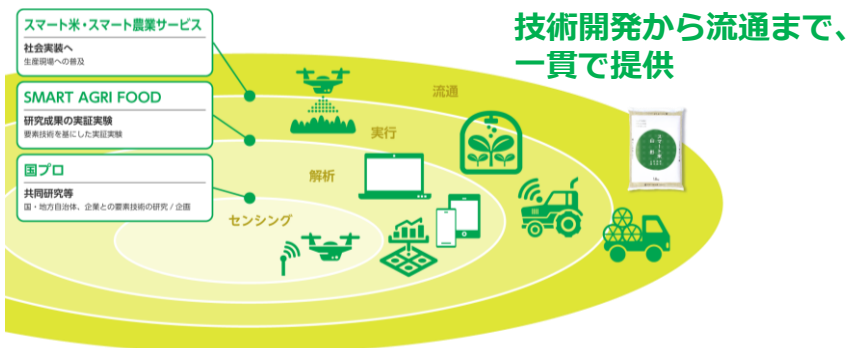 技術開発から流通まで、
一貫で提供
スマート米・スマート農業サービス
社会実装へ
生産現場への普及
SMART AGRI FOOD
研究成果の実証実験
要素技術を基にした実証実験
国プロ
共同研究等
国・地方自治体、企業との要素技術の研究 / 企画
流通
実行
解析
センシング
スマート米